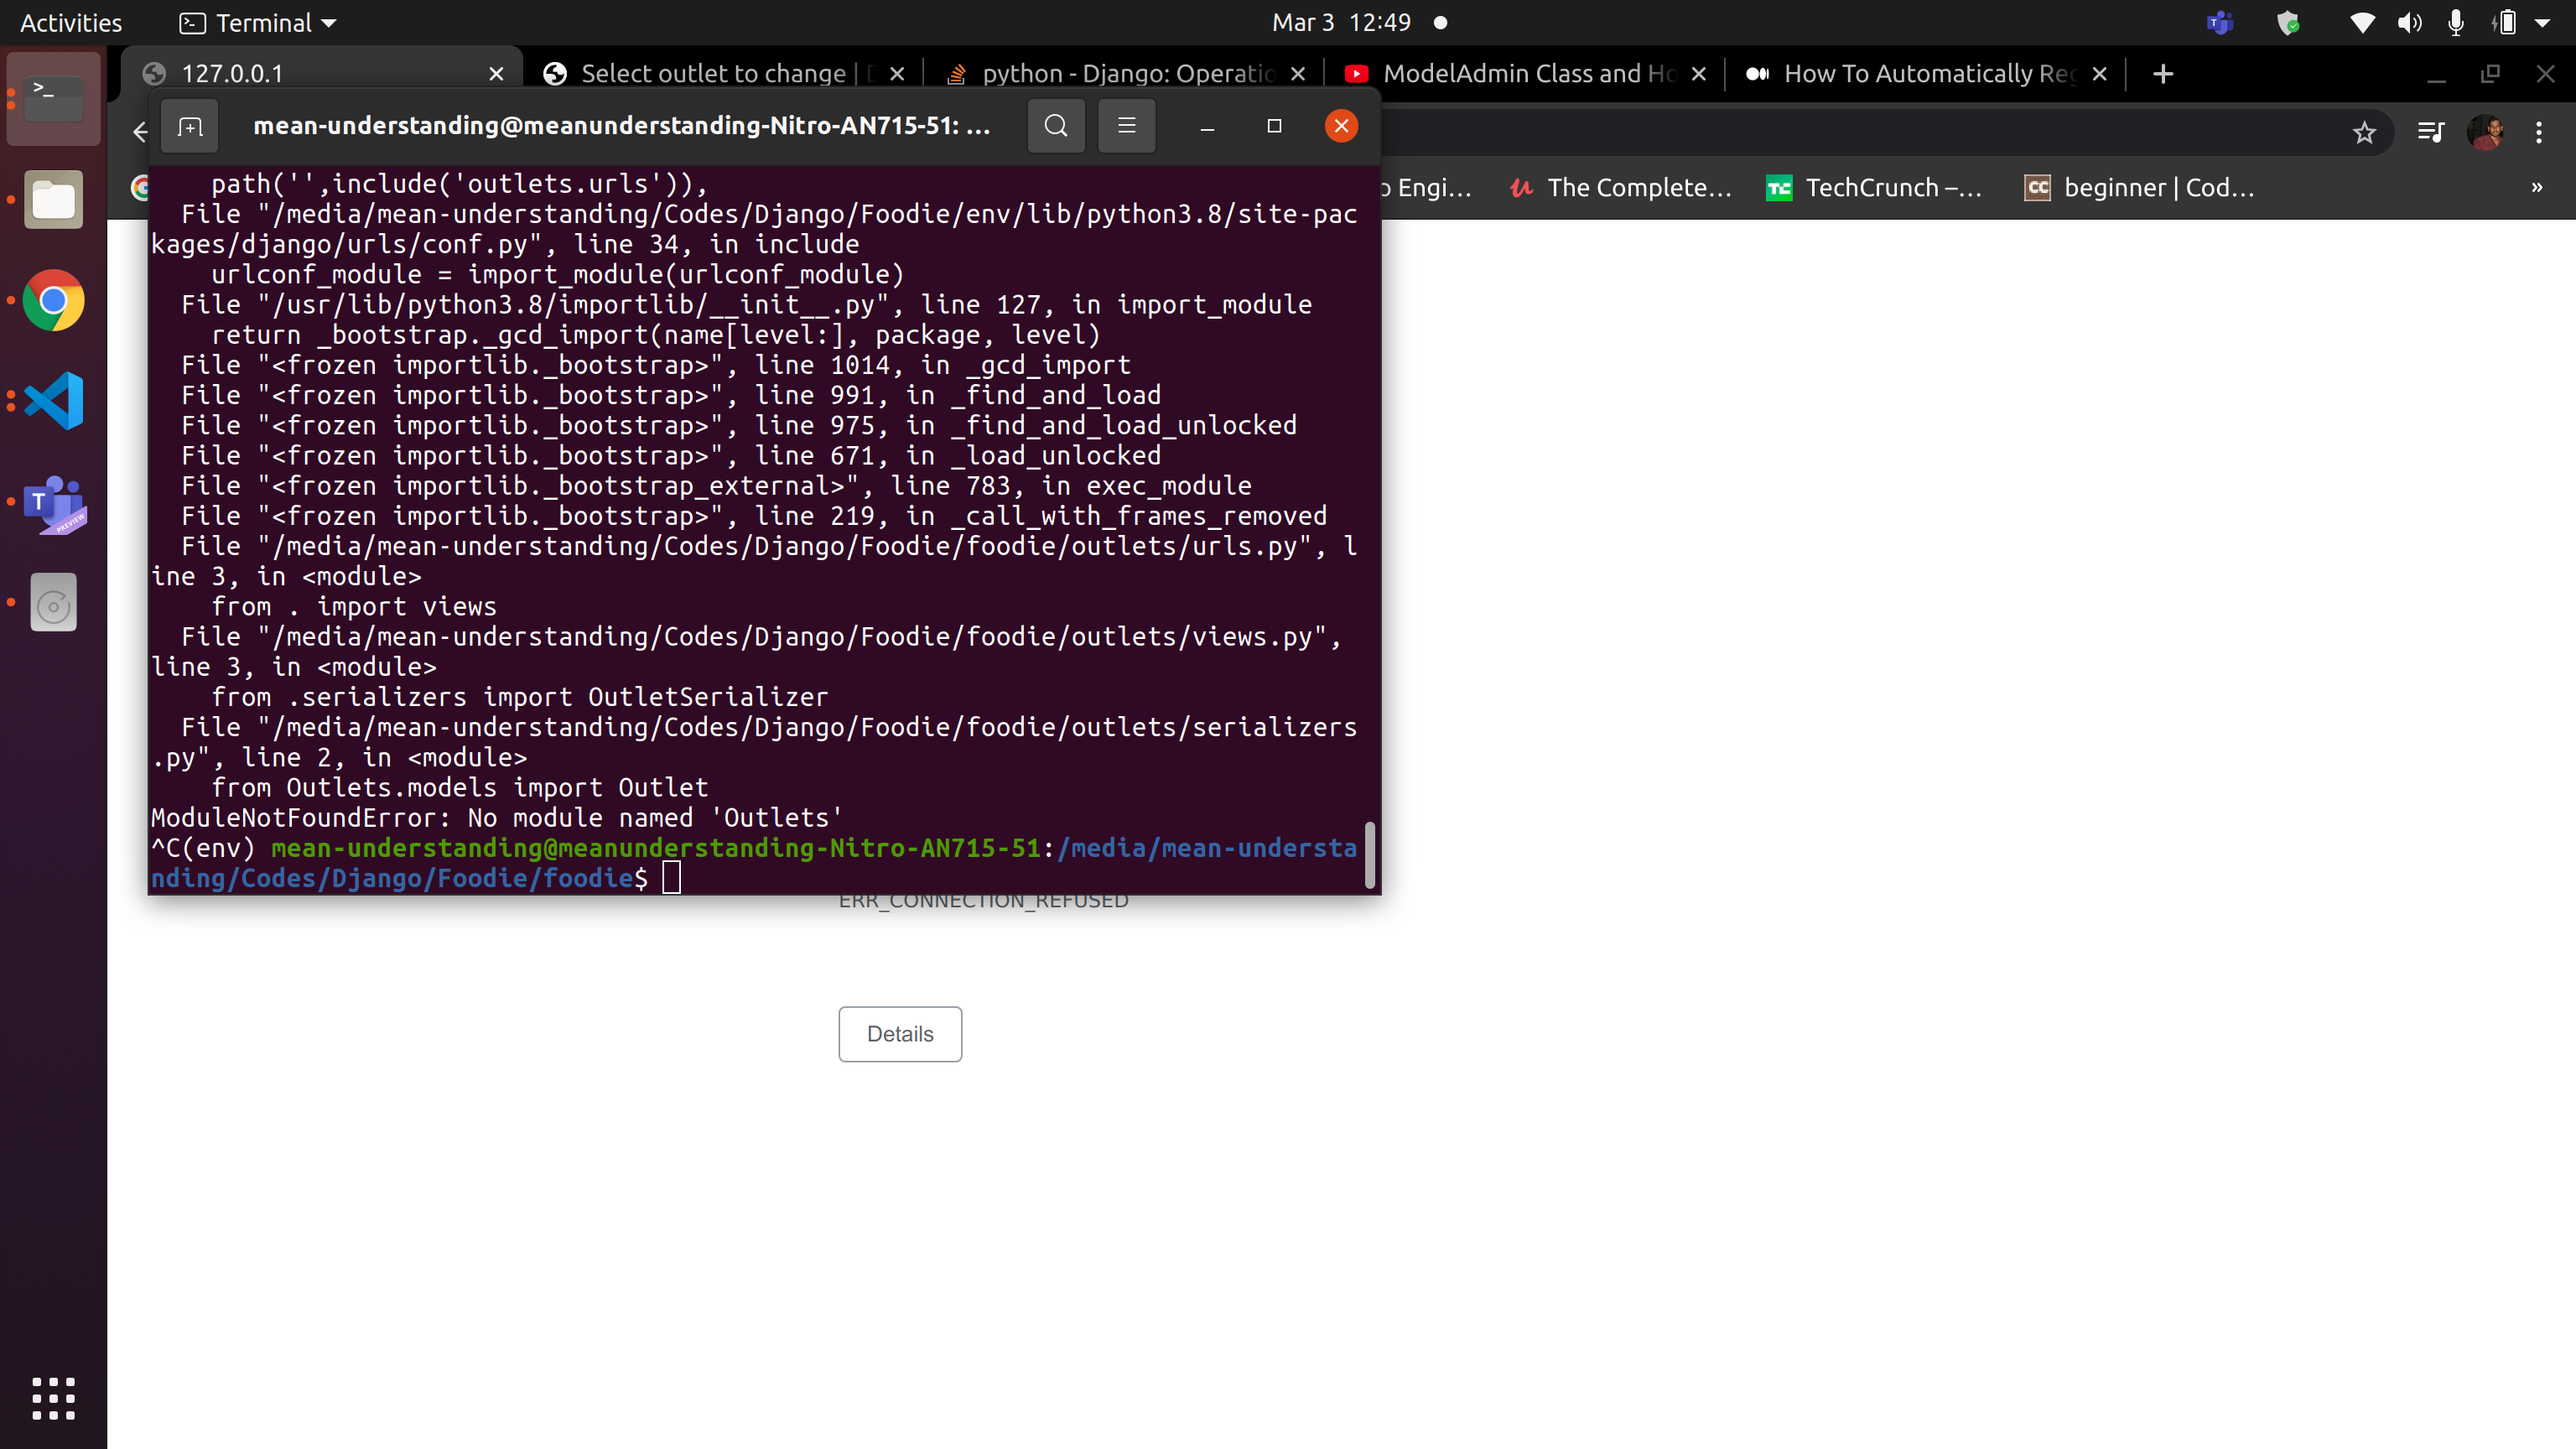 Activities
Terminal
Mar 3 12:49
127.0.0.1
Select outlet to change | D
python - Django: Operatio
ModelAdmin Class and Ho
How To Automatically Reg
mean-understanding@meanunderstanding-Nitro-AN715-51: ...
Engi...
The Complete...
TechCrunch –...
beginner | Cod...
»
path('',include('outlets.urls')),
File "/media/mean-understanding/Codes/Django/Foodie/env/lib/python3.8/site-pac
kages/django/urls/conf.py", line 34, in include
urlconf_module = import_module(urlconf_module)
File "/usr/lib/python3.8/importlib/__init__.py", line 127, in import_module
return _bootstrap._gcd_import(name[level:], package, level)
File "<frozen importlib._bootstrap>", line 1014, in _gcd_import
File "<frozen importlib._bootstrap>", line 991, in _find_and_load
File "<frozen importlib._bootstrap>", line 975, in _find_and_load_unlocked
File "<frozen importlib._bootstrap>", line 671, in _load_unlocked
File "<frozen importlib._bootstrap_external>", line 783, in exec_module
File "<frozen importlib._bootstrap>", line 219, in _call_with_frames_removed
File "/media/mean-understanding/Codes/Django/Foodie/foodie/outlets/urls.py", l
ine 3, in <module>
from . import views
File "/media/mean-understanding/Codes/Django/Foodie/foodie/outlets/views.py",
line 3, in <module>
from .serializers import OutletSerializer
File "/media/mean-understanding/Codes/Django/Foodie/foodie/outlets/serializers
.py", line 2, in <module>
from Outlets.models import Outlet
ModuleNotFoundError: No module named 'Outlets'
^C(env) mean-understanding@meanunderstanding-Nitro-AN715-51:/media/mean-understa
nding/Codes/Django/Foodie/foodie$
ERR_CONNECTION_REFUSED
Details